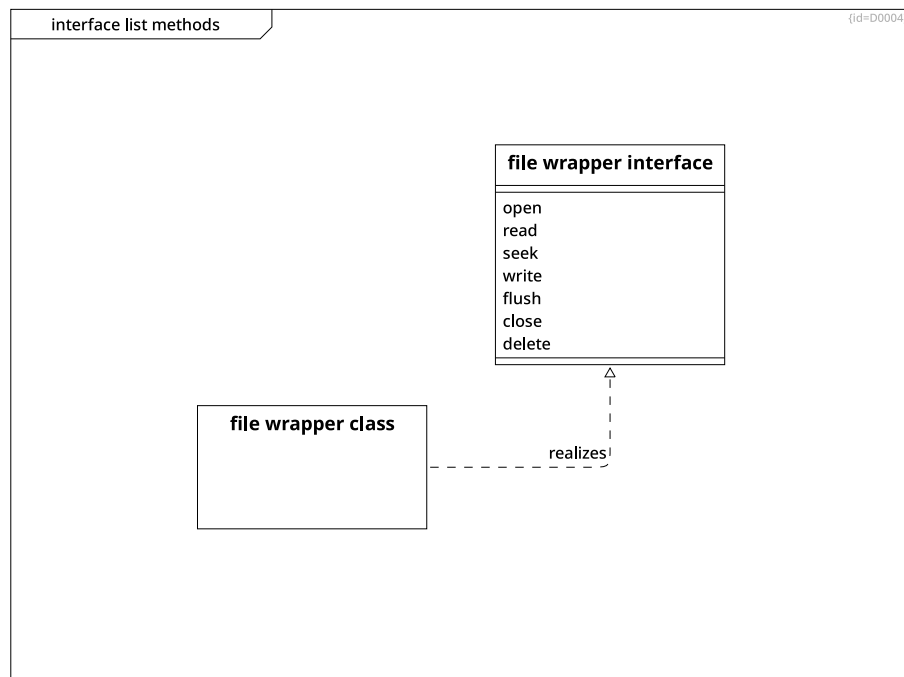 interface list methods
{id=D0004
file wrapper interface
open
read
seek
write
flush
close
delete
file wrapper class
realizes